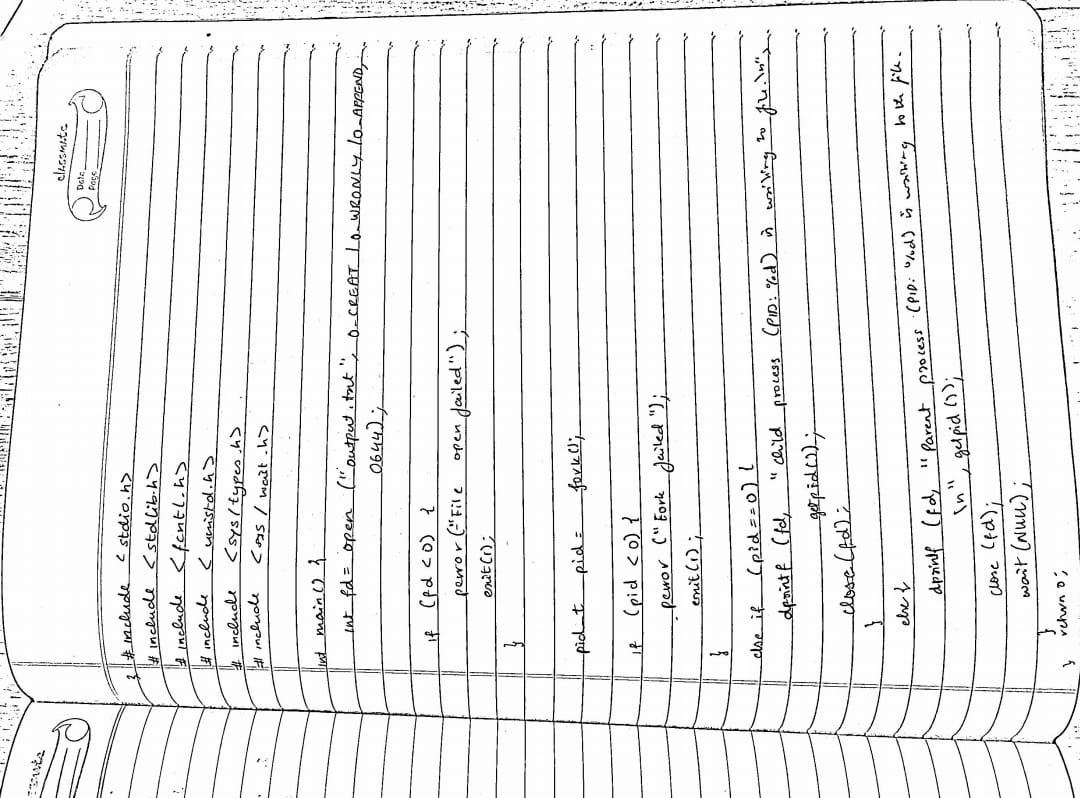 classmate
Date
Page
3. # include <stdio.h>
# include <stdlib.h>
# include <fcntl.h>
# include <unistd.h>
# include <sys/types.h>
# include <sys/wait.h>
int main() {
int fd = open ("output.txt", O_CREAT | O_WRONLY | O_APPEND,
0644);
if (fd < 0) {
perror ("File open failed");
exit(1);
}
pid_t pid = fork();
if (pid < 0) {
perror ("Fork failed");
exit(1);
}
else if (pid == 0) {
dprintf (fd, "Child process (PID: %d) is writing to file.\n",
getpid());
close(fd);
}
else {
dprintf (fd, "Parent process (PID: %d) is writing to the file.
\n", getpid());
close (fd);
wait (NULL);
}
return 0;
}